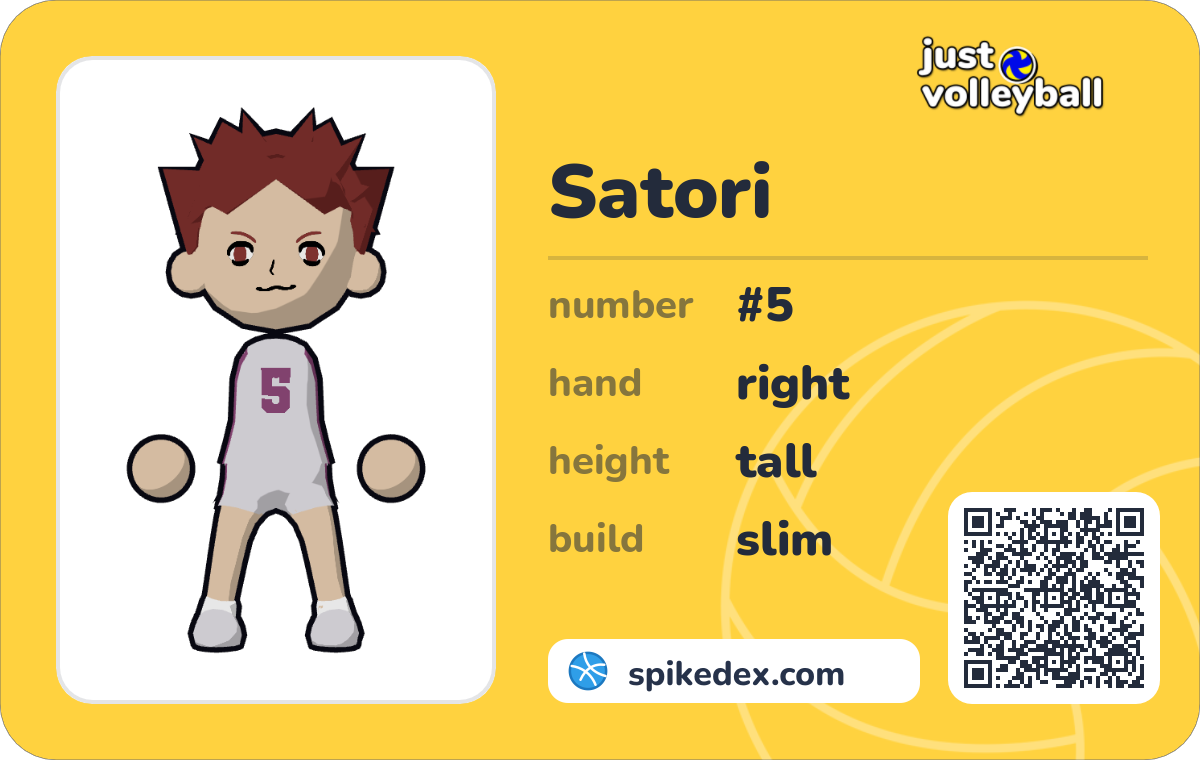 just
volleyball
Satori
number #5
hand right
height tall
build slim
5
spikedex.com